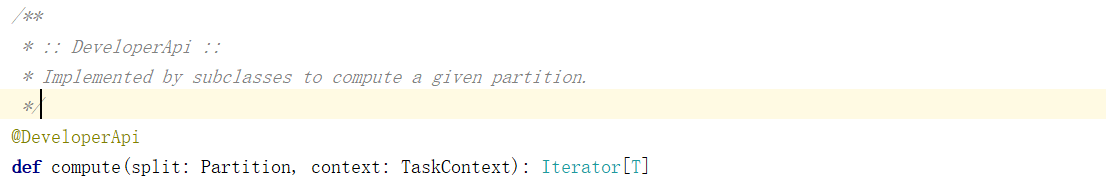 /**
 * :: DeveloperApi ::
 * Implemented by subclasses to compute a given partition.
 */
@DeveloperApi
def compute(split: Partition, context: TaskContext): Iterator[T]